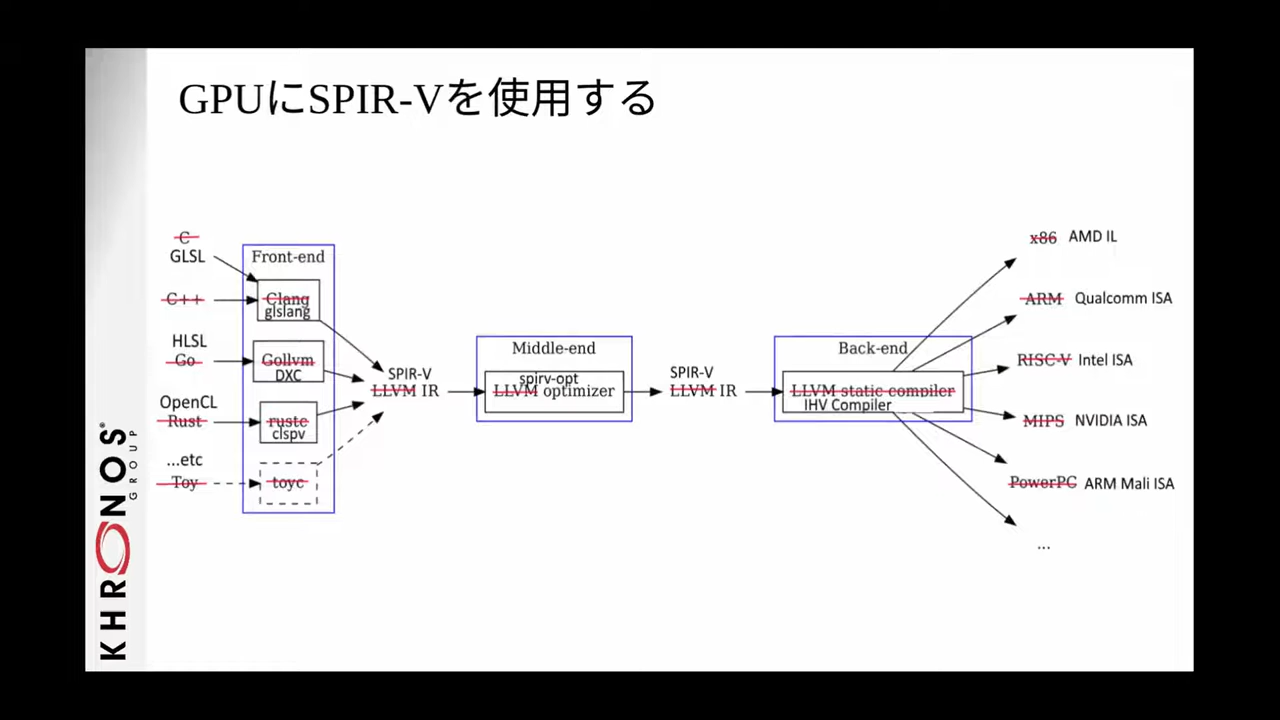 GPUにSPIR-Vを使用する
C
GLSL
C++
HLSL
Go
OpenCL
Rust
...etc
Toy
Front-end
Clang
glslang
Gollvm
DXC
rustc
clspv
toyc
SPIR-V
LLVM IR
Middle-end
spirv-opt
LLVM optimizer
SPIR-V
LLVM IR
Back-end
LLVM static compiler
IHV Compiler
x86 AMD IL
ARM Qualcomm ISA
RISC-V Intel ISA
MIPS NVIDIA ISA
PowerPC ARM Mali ISA
...
KHRONOS®
GROUP